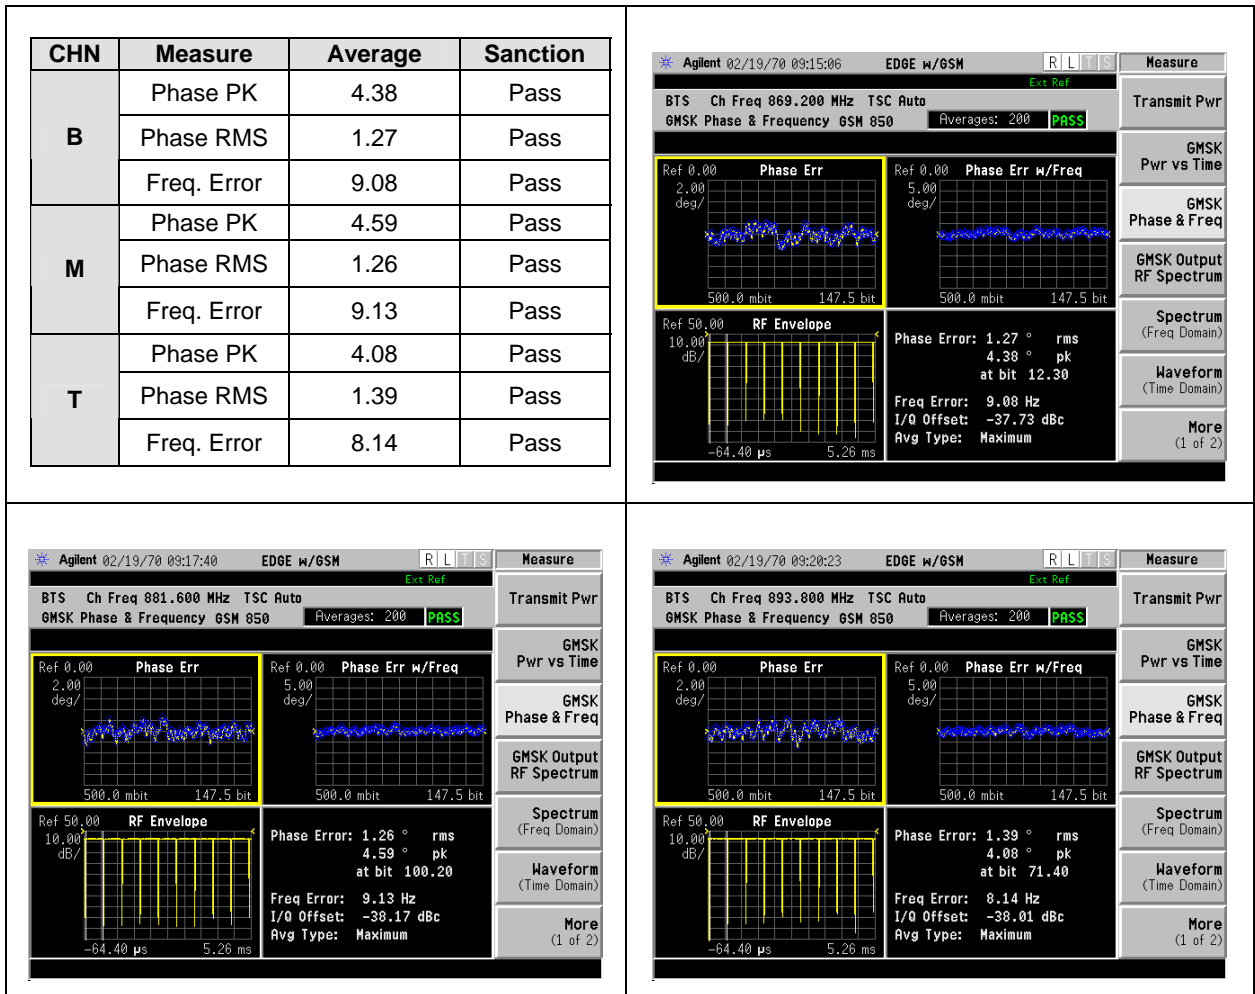 CHN Measure Average Sanction
B
Phase PK 4.38 Pass
Phase RMS 1.27 Pass
Freq. Error 9.08 Pass
M
Phase PK 4.59 Pass
Phase RMS 1.26 Pass
Freq. Error 9.13 Pass
T
Phase PK 4.08 Pass
Phase RMS 1.39 Pass
Freq. Error 8.14 Pass
Agilent 02/19/70 09:15:06 EDGE w/GSM R L T S Measure
Ext Ref
BTS Ch Freq 869.200 MHz TSC Auto
GMSK Phase & Frequency GSM 850 Averages: 200 PASS
Ref 0.00 Phase Err
2.00
deg/
500.0 mbit 147.5 bit
Ref 0.00 Phase Err w/Freq
5.00
deg/
500.0 mbit 147.5 bit
Ref 50.00 RF Envelope
10.00
dB/
-64.40 µs 5.26 ms
Phase Error: 1.27 ° rms
4.38 ° pk
at bit 12.30
Freq Error: 9.08 Hz
I/Q Offset: -37.73 dBc
Avg Type: Maximum
Transmit Pwr
GMSK
Pwr vs Time
GMSK
Phase & Freq
GMSK Output
RF Spectrum
Spectrum
(Freq Domain)
Waveform
(Time Domain)
More
(1 of 2)
Agilent 02/19/70 09:17:40 EDGE w/GSM R L T S Measure
Ext Ref
BTS Ch Freq 881.600 MHz TSC Auto
GMSK Phase & Frequency GSM 850 Averages: 200 PASS
Ref 0.00 Phase Err
2.00
deg/
500.0 mbit 147.5 bit
Ref 0.00 Phase Err w/Freq
5.00
deg/
500.0 mbit 147.5 bit
Ref 50.00 RF Envelope
10.00
dB/
-64.40 µs 5.26 ms
Phase Error: 1.26 ° rms
4.59 ° pk
at bit 100.20
Freq Error: 9.13 Hz
I/Q Offset: -38.17 dBc
Avg Type: Maximum
Transmit Pwr
GMSK
Pwr vs Time
GMSK
Phase & Freq
GMSK Output
RF Spectrum
Spectrum
(Freq Domain)
Waveform
(Time Domain)
More
(1 of 2)
Agilent 02/19/70 09:20:23 EDGE w/GSM R L T S Measure
Ext Ref
BTS Ch Freq 893.800 MHz TSC Auto
GMSK Phase & Frequency GSM 850 Averages: 200 PASS
Ref 0.00 Phase Err
2.00
deg/
500.0 mbit 147.5 bit
Ref 0.00 Phase Err w/Freq
5.00
deg/
500.0 mbit 147.5 bit
Ref 50.00 RF Envelope
10.00
dB/
-64.40 µs 5.26 ms
Phase Error: 1.39 ° rms
4.08 ° pk
at bit 71.40
Freq Error: 8.14 Hz
I/Q Offset: -38.01 dBc
Avg Type: Maximum
Transmit Pwr
GMSK
Pwr vs Time
GMSK
Phase & Freq
GMSK Output
RF Spectrum
Spectrum
(Freq Domain)
Waveform
(Time Domain)
More
(1 of 2)